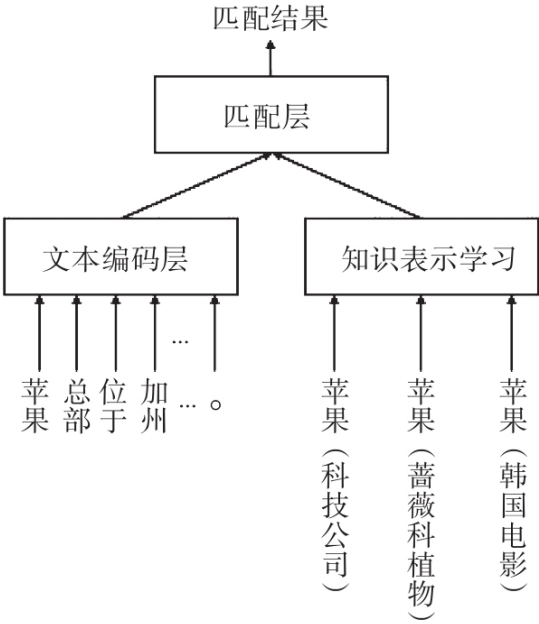 匹配结果
匹配层
文本编码层
知识表示学习
苹果
总部
位于
加州
...
...
。
苹果(科技公司)
苹果(蔷薇科植物)
苹果(韩国电影)